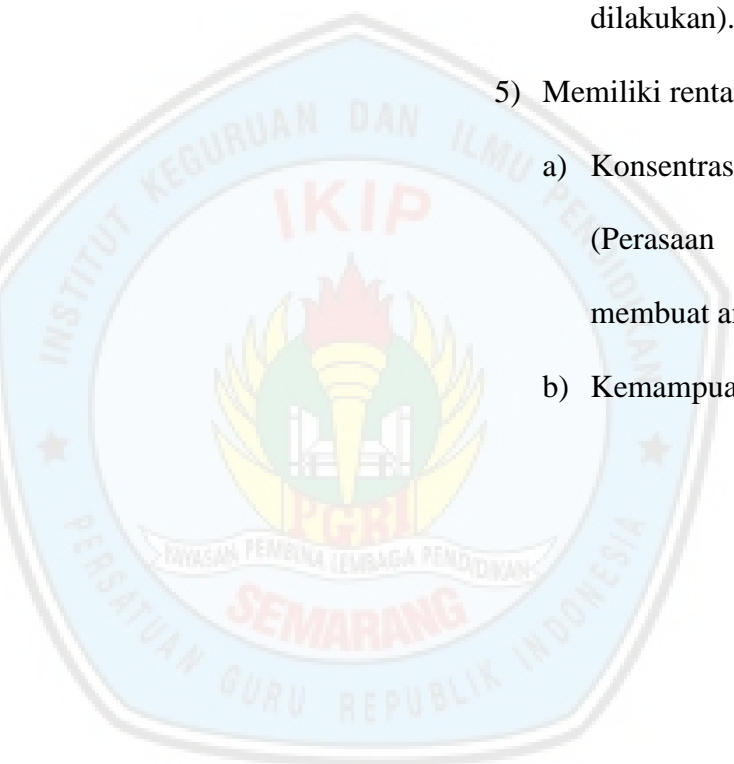 dilakukan).
5) Memiliki renta
a) Konsentras
(Perasaan
membuat a
b) Kemampua
INSTITUT KEGURUAN DAN ILMU PENDIDIKAN
IKIP
PGRI
YAYASAN PEMBINA LEMBAGA PENDIDIKAN
SEMARANG
PERSATUAN GURU REPUBLIK INDONESIA